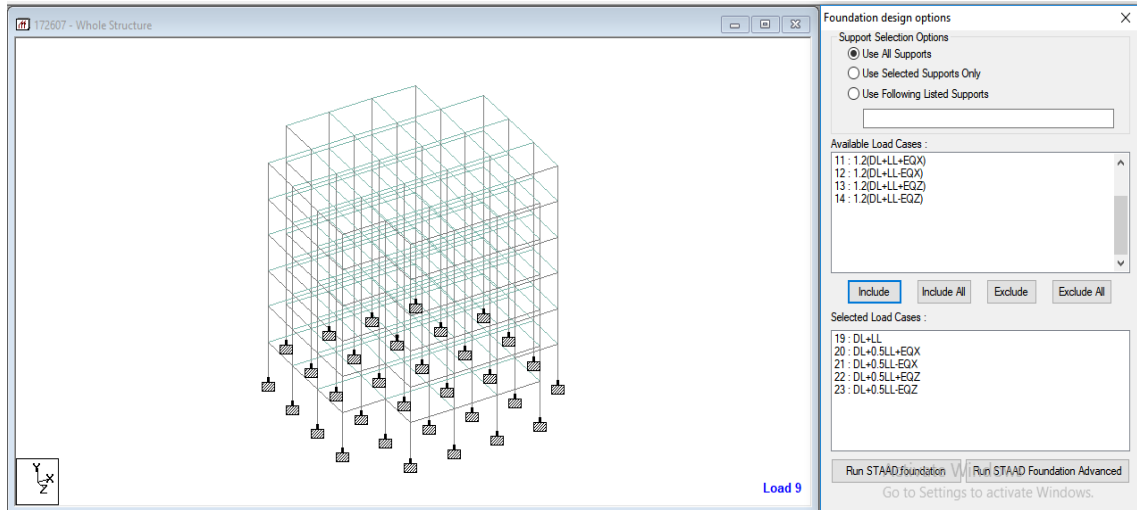 172607 - Whole Structure
Load 9
Y
X
Z
Foundation design options
Support Selection Options
Use All Supports
Use Selected Supports Only
Use Following Listed Supports
Available Load Cases :
11 : 1.2(DL+LL+EQX)
12 : 1.2(DL+LL-EQX)
13 : 1.2(DL+LL+EQZ)
14 : 1.2(DL+LL-EQZ)
Include Include All Exclude Exclude All
Selected Load Cases :
19 : DL+LL
20 : DL+0.5LL+EQX
21 : DL+0.5LL-EQX
22 : DL+0.5LL+EQZ
23 : DL+0.5LL-EQZ
Run STAAD.foundation Run STAAD Foundation Advanced
Activate Windows
Go to Settings to activate Windows.